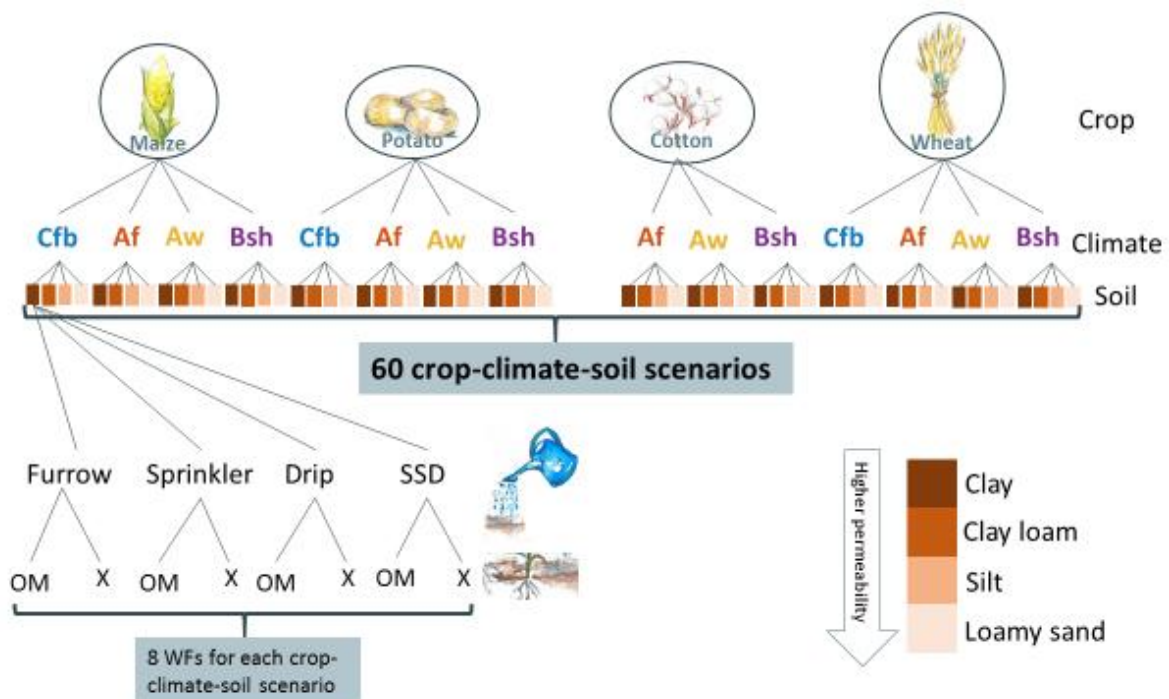 Maize Potato Cotton Wheat Crop
Cfb Af Aw Bsh Cfb Af Aw Bsh Af Aw Bsh Cfb Af Aw Bsh Climate
Soil
60 crop-climate-soil scenarios
Furrow Sprinkler Drip SSD
OM X OM X OM X OM X
8 WFs for each crop-
climate-soil scenario
Higher permeability
Clay
Clay loam
Silt
Loamy sand